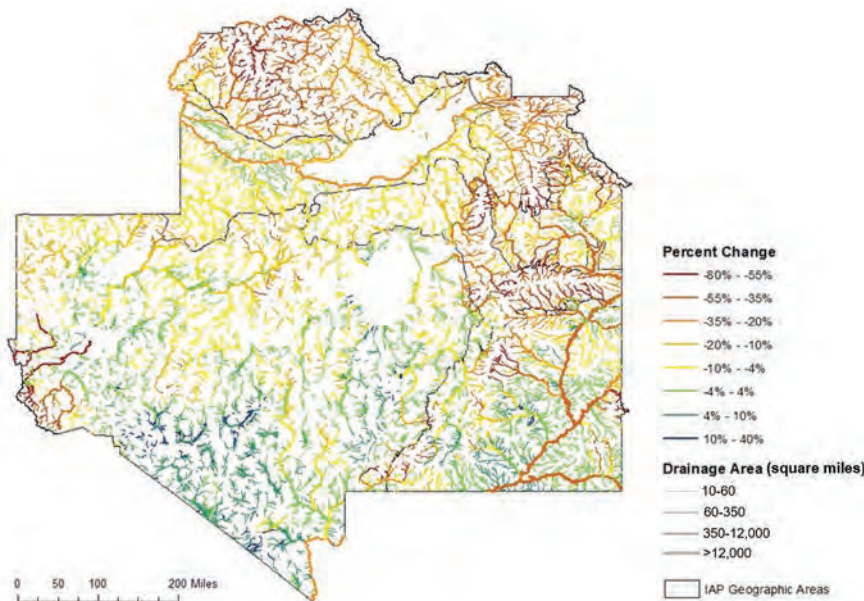 Percent Change
-80% - -55%
-55% - -35%
-35% - -20%
-20% - -10%
-10% - -4%
-4% - 4%
4% - 10%
10% - 40%
Drainage Area (square miles)
10-60
60-350
350-12,000
>12,000
IAP Geographic Areas
0 50 100 200 Miles